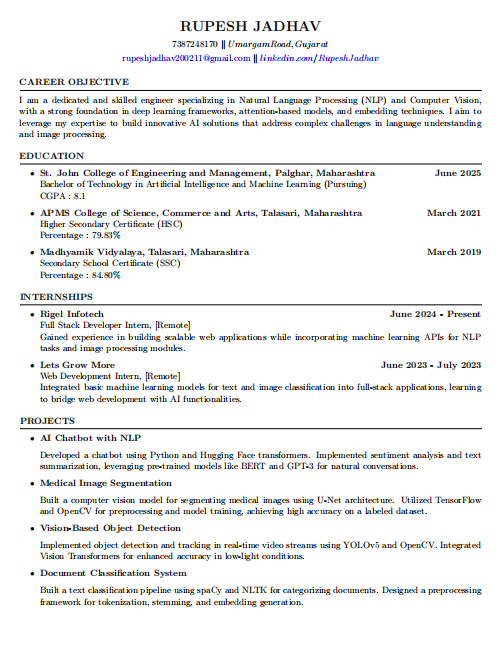 RUPESH JADHAV
7387248170 || UmargamRoad, Gujarat
rupeshjadhav200211@gmail.com || linkedin.com/RupeshJadhav
CAREER OBJECTIVE
I am a dedicated and skilled engineer specializing in Natural Language Processing (NLP) and Computer Vision,
with a strong foundation in deep learning frameworks, attention-based models, and embedding techniques. I aim to
leverage my expertise to build innovative AI solutions that address complex challenges in language understanding
and image processing.
EDUCATION
• St. John College of Engineering and Management, Palghar, Maharashtra June 2025
Bachelor of Technology in Artificial Intelligence and Machine Learning (Pursuing)
CGPA : 8.1
• APMS College of Science, Commerce and Arts, Talasari, Maharashtra March 2021
Higher Secondary Certificate (HSC)
Percentage : 79.83%
• Madhyamik Vidyalaya, Talasari, Maharashtra March 2019
Secondary School Certificate (SSC)
Percentage : 84.80%
INTERNSHIPS
• Rigel Infotech June 2024 - Present
Full Stack Developer Intern, [Remote]
Gained experience in building scalable web applications while incorporating machine learning APIs for NLP
tasks and image processing modules.
• Lets Grow More June 2023 - July 2023
Web Development Intern, [Remote]
Integrated basic machine learning models for text and image classification into full-stack applications, learning
to bridge web development with AI functionalities.
PROJECTS
• AI Chatbot with NLP
Developed a chatbot using Python and Hugging Face transformers. Implemented sentiment analysis and text
summarization, leveraging pre-trained models like BERT and GPT-3 for natural conversations.
• Medical Image Segmentation
Built a computer vision model for segmenting medical images using U-Net architecture. Utilized TensorFlow
and OpenCV for preprocessing and model training, achieving high accuracy on a labeled dataset.
• Vision-Based Object Detection
Implemented object detection and tracking in real-time video streams using YOLOv5 and OpenCV. Integrated
Vision Transformers for enhanced accuracy in low-light conditions.
• Document Classification System
Built a text classification pipeline using spaCy and NLTK for categorizing documents. Designed a preprocessing
framework for tokenization, stemming, and embedding generation.